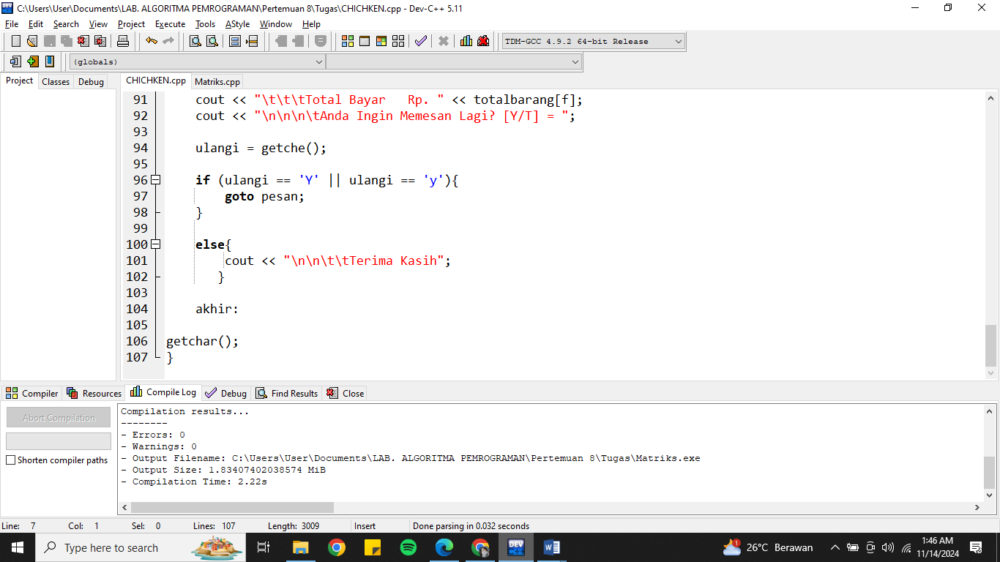 C:\Users\User\Documents\LAB. ALGORITMA PEMROGRAMAN\Pertemuan 8\Tugas\CHICHKEN.cpp - Dev-C++ 5.11
File Edit Search View Project Execute Tools AStyle Window Help
TDM-GCC 4.9.2 64-bit Release
(globals)
Project Classes Debug CHICHKEN.cpp Matriks.cpp
91 cout << "\t\t\tTotal Bayar   Rp. " << totalbarang[f];
92 cout << "\n\n\n\tAnda Ingin Memesan Lagi? [Y/T] = ";
93
94 ulangi = getche();
95
96 if (ulangi == 'Y' || ulangi == 'y'){
97 goto pesan;
98 }
99
100 else{
101 cout << "\n\n\t\tTerima Kasih";
102 }
103
104 akhir:
105
106 getchar();
107 }
Compiler Resources Compile Log Debug Find Results Close
Abort Compilation
Shorten compiler paths
Compilation results...
--------
- Errors: 0
- Warnings: 0
- Output Filename: C:\Users\User\Documents\LAB. ALGORITMA PEMROGRAMAN\Pertemuan 8\Tugas\Matriks.exe
- Output Size: 1.83407402038574 MiB
- Compilation Time: 2.22s
Line: 7 Col: 1 Sel: 0 Lines: 107 Length: 3009 Insert Done parsing in 0.032 seconds
Type here to search
DEV
26°C Berawan
1:46 AM
11/14/2024